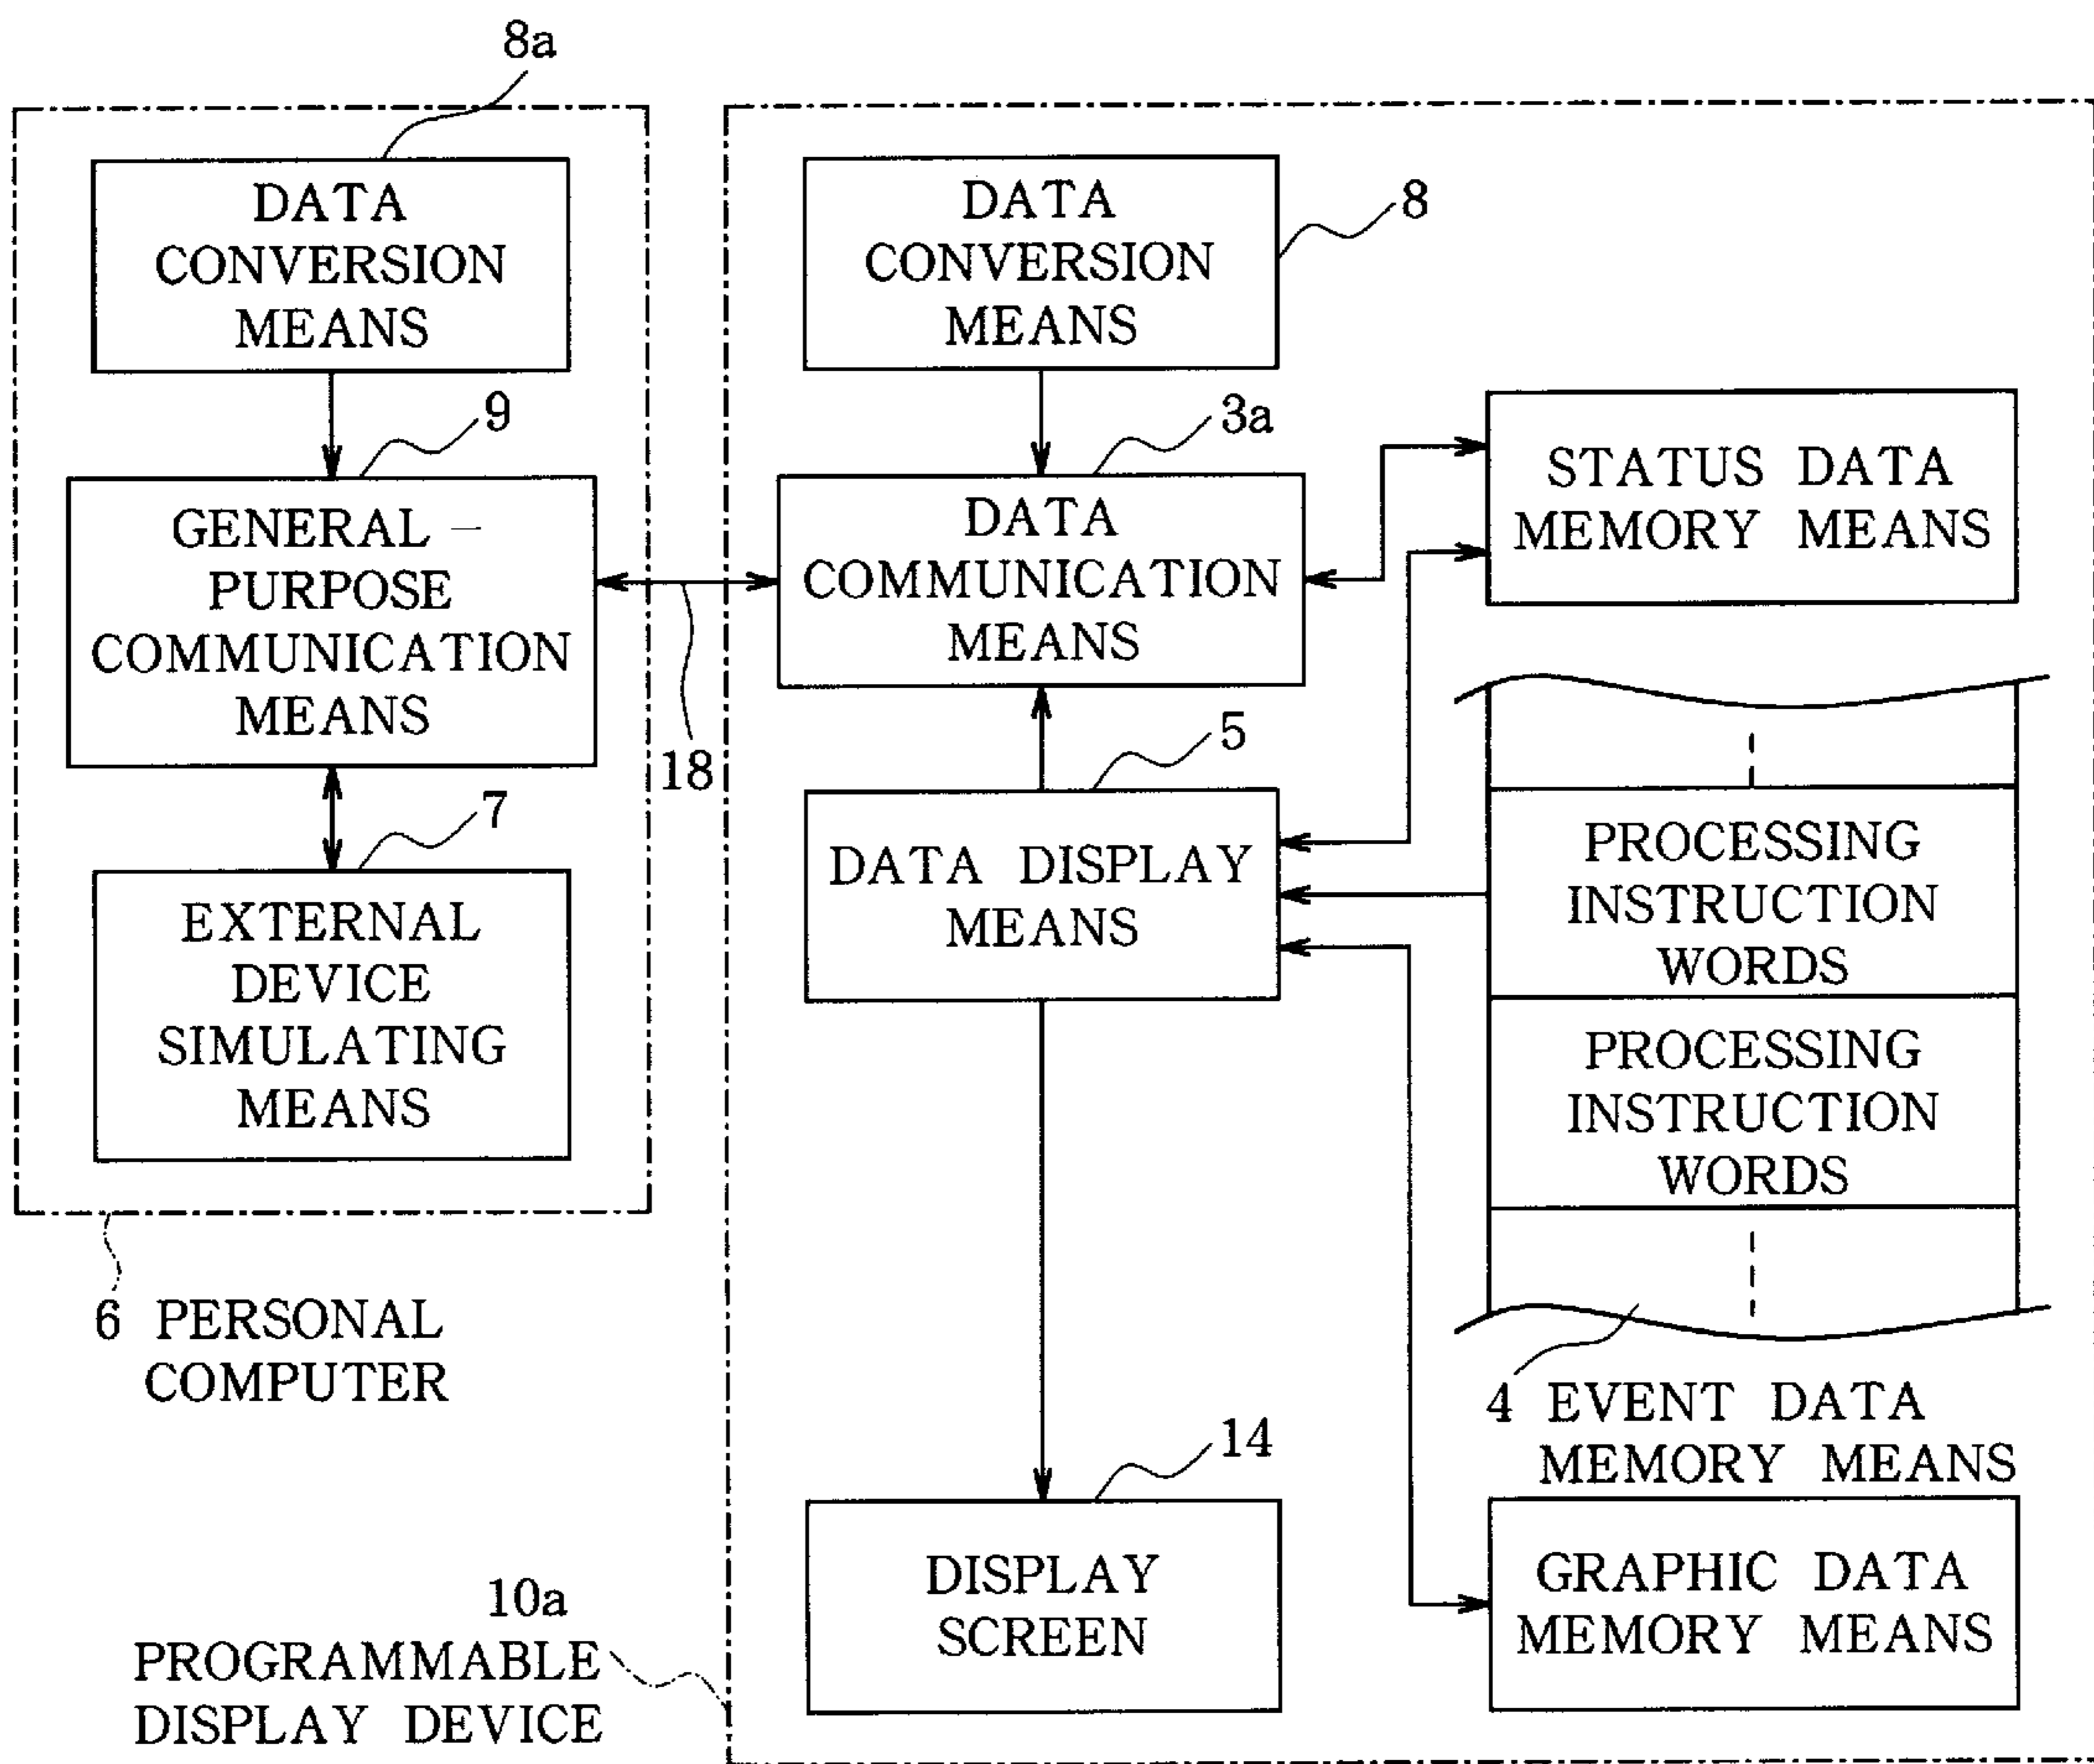 8a
DATA
CONVERSION
MEANS
9
GENERAL-
PURPOSE
COMMUNICATION
MEANS
7
EXTERNAL
DEVICE
SIMULATING
MEANS
6 PERSONAL
COMPUTER
18
DATA
CONVERSION
MEANS
8
3a
DATA
COMMUNICATION
MEANS
5
DATA DISPLAY
MEANS
14
DISPLAY
SCREEN
STATUS DATA
MEMORY MEANS
PROCESSING
INSTRUCTION
WORDS
PROCESSING
INSTRUCTION
WORDS
4 EVENT DATA
MEMORY MEANS
GRAPHIC DATA
MEMORY MEANS
10a
PROGRAMMABLE
DISPLAY DEVICE